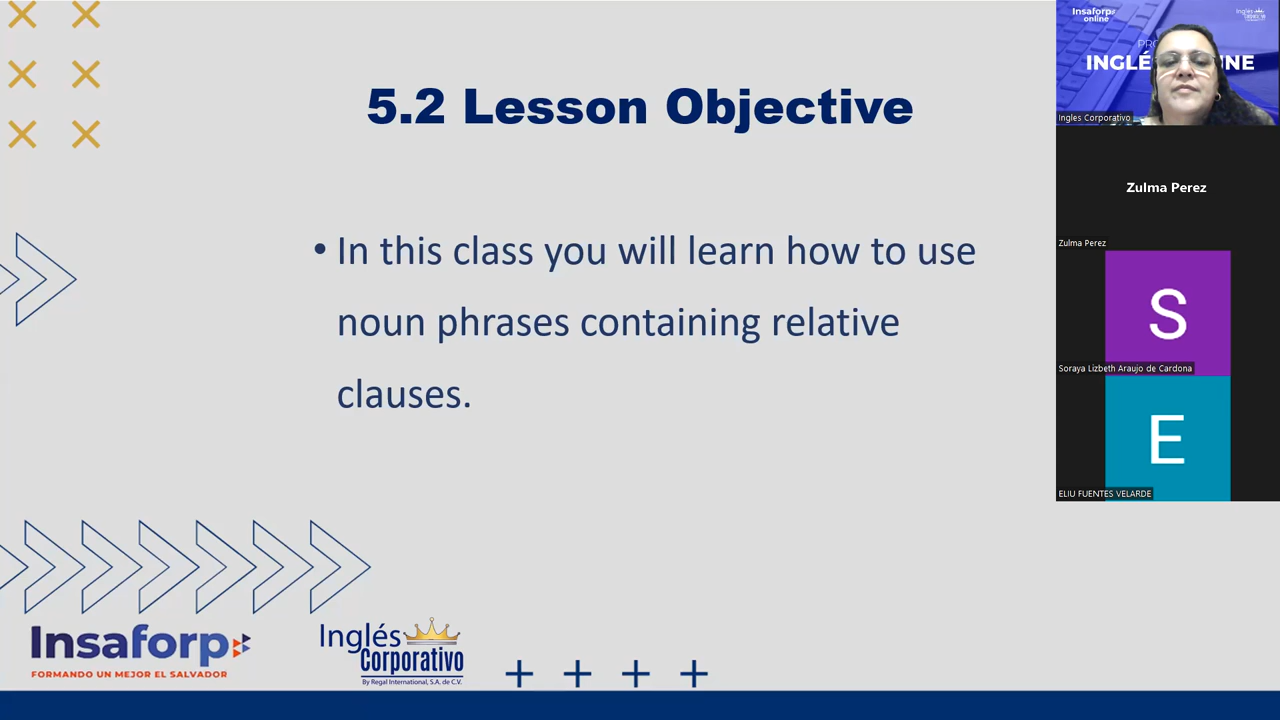 5.2 Lesson Objective
• In this class you will learn how to use
noun phrases containing relative
clauses.
Insaforp
FORMANDO UN MEJOR EL SALVADOR
Inglés
Corporativo
By Regal International, S.A. de C.V.
Insaforp
online
INGLÉ
NE
Ingles Corporativo
Zulma Perez
Zulma Perez
S
Soraya Lizbeth Araujo de Cardona
E
ELIU FUENTES VELARDE